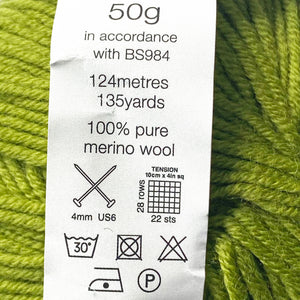 50g
in accordance
with BS984
124metres
135yards
100% pure
merino wool
TENSION
10cm x 4in sq
28 rows
4mm US6
22 sts
30°
P